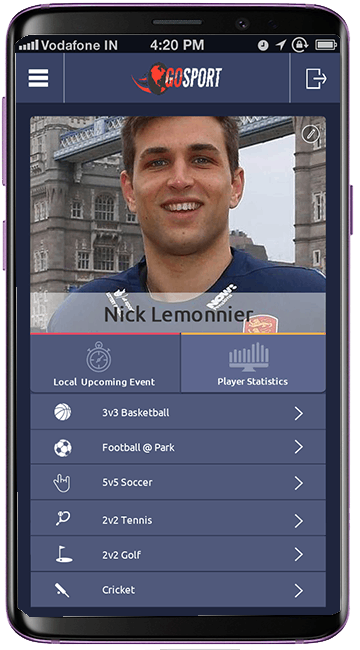 Vodafone IN 4:20 PM
GOSPORT
NOWTV
Nick Lemonnier
Local Upcoming Event
Player Statistics
3v3 Basketball
Football @ Park
5v5 Soccer
2v2 Tennis
2v2 Golf
Cricket